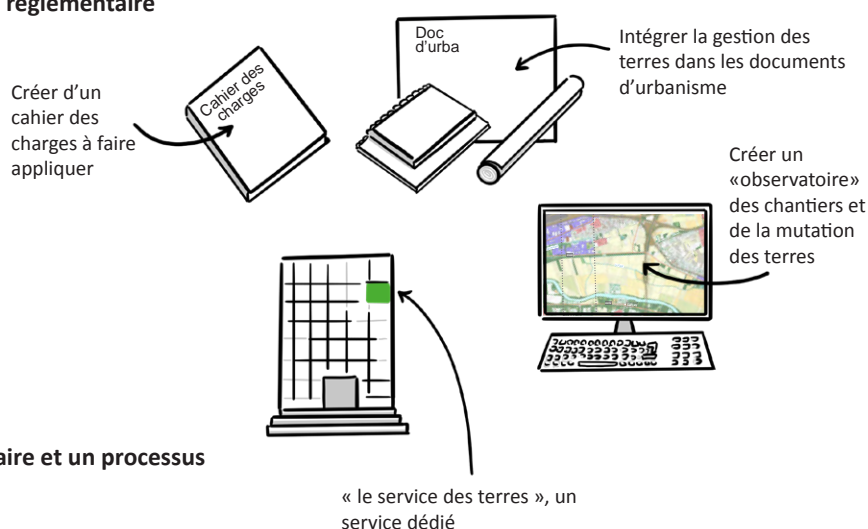 réglementaire
Doc
d'urba
Intégrer la gestion des
terres dans les documents
d'urbanisme
Cahier des
charges
Créer d'un
cahier des
charges à faire
appliquer
Créer un
«observatoire»
des chantiers et
de la mutation
des terres
aire et un processus
« le service des terres », un
service dédié